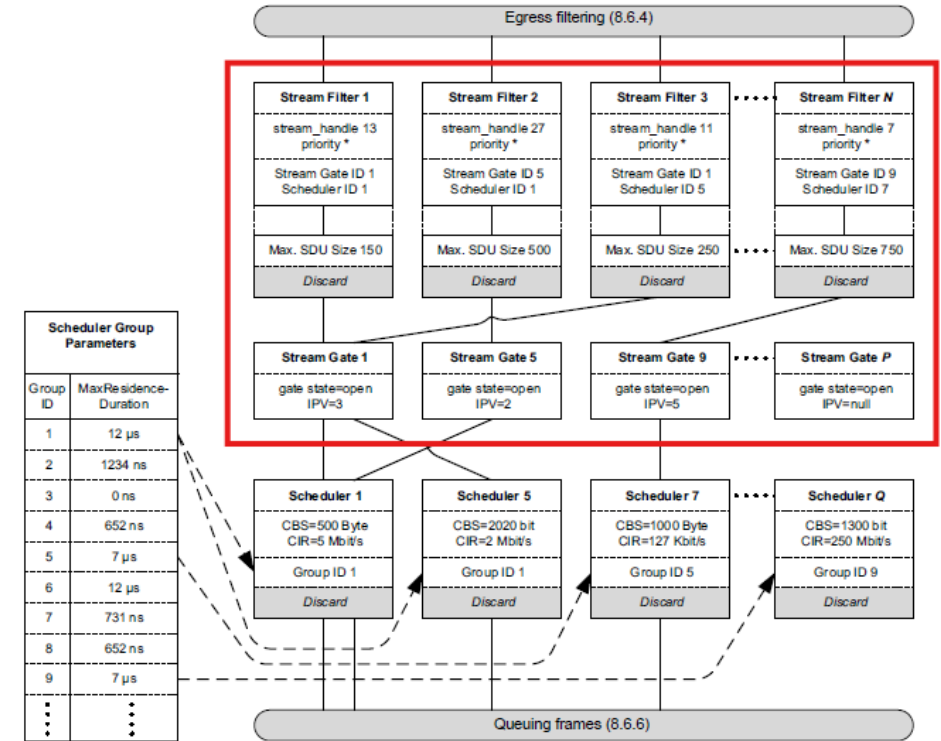 Egress filtering (8.6.4)
Stream Filter 1
stream_handle 13
priority *
Stream Gate ID 1
Scheduler ID 1
Max. SDU Size 150
Discard
Stream Filter 2
stream_handle 27
priority *
Stream Gate ID 5
Scheduler ID 1
Max. SDU Size 500
Discard
Stream Filter 3
stream_handle 11
priority *
Stream Gate ID 1
Scheduler ID 5
Max. SDU Size 250
Discard
Stream Filter N
stream_handle 7
priority *
Stream Gate ID 9
Scheduler ID 7
Max. SDU Size 750
Discard
Stream Gate 1
gate state=open
IPV=3
Stream Gate 5
gate state=open
IPV=2
Stream Gate 9
gate state=open
IPV=5
Stream Gate P
gate state=open
IPV=null
Scheduler Group
Parameters
Group
ID
MaxResidence-
Duration
1 12 µs
2 1234 ns
3 0 ns
4 652 ns
5 7 µs
6 12 µs
7 731 ns
8 652 ns
9 7 µs
Scheduler 1
CBS=500 Byte
CIR=5 Mbit/s
Group ID 1
Discard
Scheduler 5
CBS=2020 bit
CIR=2 Mbit/s
Group ID 1
Discard
Scheduler 7
CBS=1000 Byte
CIR=127 Kbit/s
Group ID 5
Discard
Scheduler Q
CBS=1300 bit
CIR=250 Mbit/s
Group ID 9
Discard
Queuing frames (8.6.6)